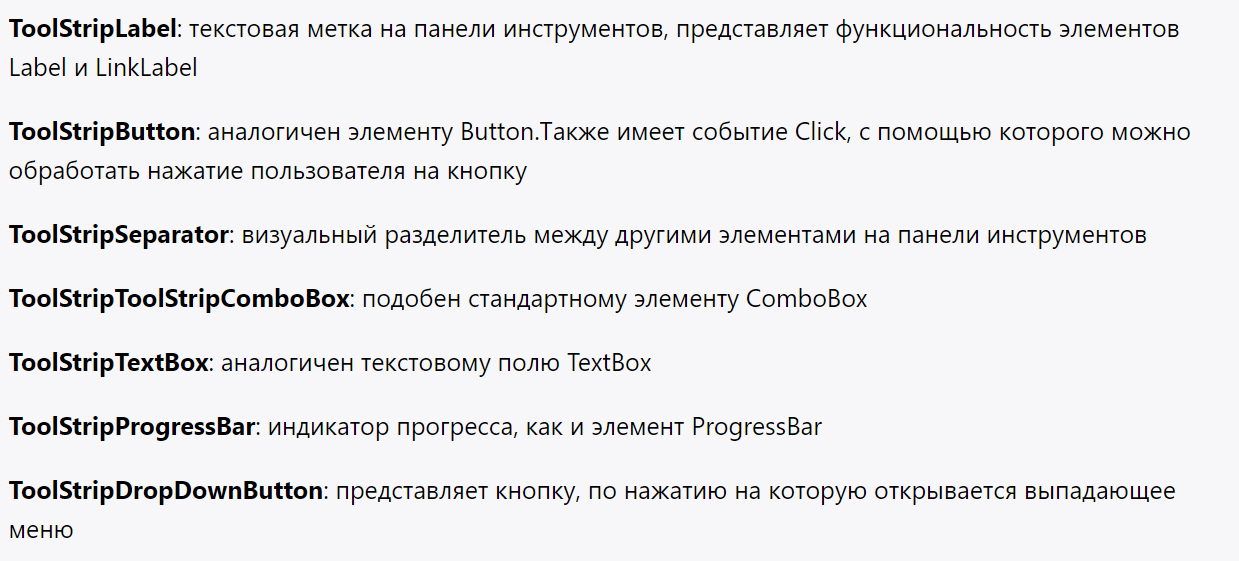 ToolStripLabel: текстовая метка на панели инструментов, представляет функциональность элементов
Label и LinkLabel
ToolStripButton: аналогичен элементу Button.Также имеет событие Click, с помощью которого можно
обработать нажатие пользователя на кнопку
ToolStripSeparator: визуальный разделитель между другими элементами на панели инструментов
ToolStripToolStripComboBox: подобен стандартному элементу ComboBox
ToolStripTextBox: аналогичен текстовому полю TextBox
ToolStripProgressBar: индикатор прогресса, как и элемент ProgressBar
ToolStripDropDownButton: представляет кнопку, по нажатию на которую открывается выпадающее
меню